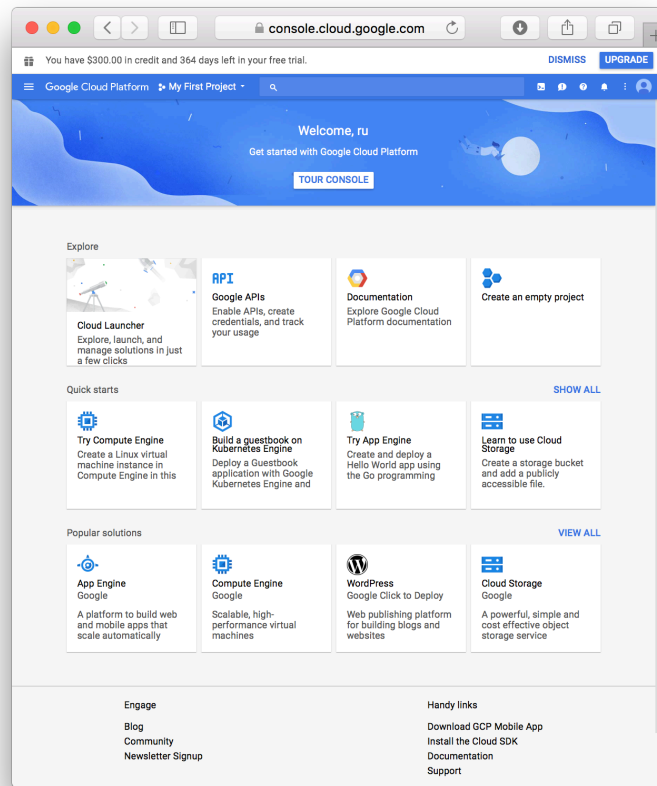 console.cloud.google.com
You have $300.00 in credit and 364 days left in your free trial.
DISMISS
UPGRADE
Google Cloud Platform
My First Project
Welcome, ru
Get started with Google Cloud Platform
TOUR CONSOLE
Explore
Cloud Launcher
Explore, launch, and
manage solutions in just
a few clicks
API
Google APIs
Enable APIs, create
credentials, and track
your usage
Documentation
Explore Google Cloud
Platform documentation
Create an empty project
Quick starts
SHOW ALL
Try Compute Engine
Create a Linux virtual
machine instance in
Compute Engine in this
Build a guestbook on
Kubernetes Engine
Deploy a Guestbook
application with Google
Kubernetes Engine and
Try App Engine
Create and deploy a
Hello World app using
the Go programming
Learn to use Cloud
Storage
Create a storage bucket
and add a publicly
accessible file.
Popular solutions
VIEW ALL
App Engine
Google
A platform to build web
and mobile apps that
scale automatically
Compute Engine
Google
Scalable, high-
performance virtual
machines
WordPress
Google Click to Deploy
Web publishing platform
for building blogs and
websites
Cloud Storage
Google
A powerful, simple and
cost effective object
storage service
Engage
Blog
Community
Newsletter Signup
Handy links
Download GCP Mobile App
Install the Cloud SDK
Documentation
Support